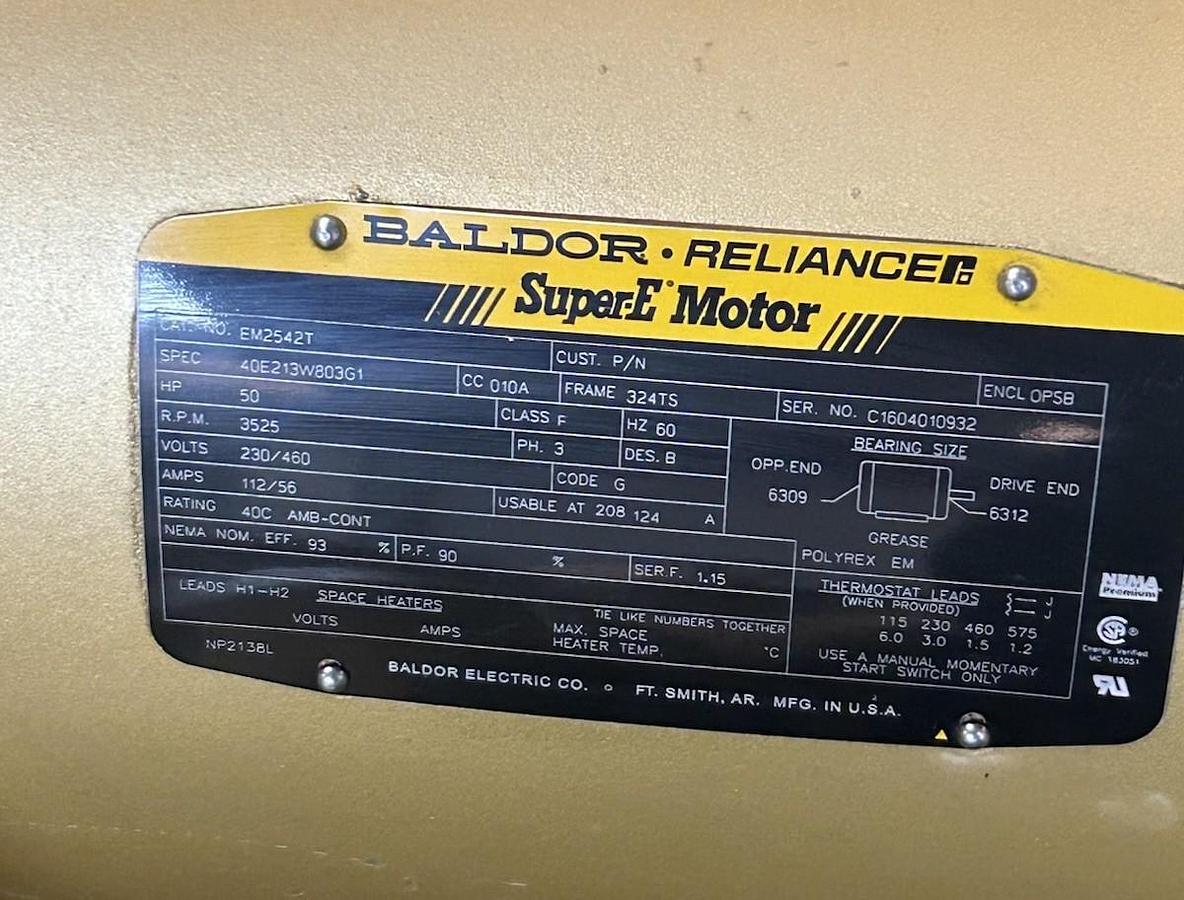 BALDOR · RELIANCE
Super-E Motor
CAT. NO. EM2542T
CUST. P/N
ENCL OPSB
SPEC 40E213W803G1
CC 010A
FRAME 324TS
SER. NO. C1604010932
HP 50
CLASS F
HZ 60
BEARING SIZE
R.P.M. 3525
PH. 3
DES. B
OPP.END
6309
DRIVE END
6312
VOLTS 230/460
CODE G
AMPS 112/56
USABLE AT 208 124 A
GREASE
POLYREX EM
RATING 40C AMB-CONT
NEMA NOM. EFF. 93 %
P.F. 90 %
SER.F. 1.15
THERMOSTAT LEADS J
(WHEN PROVIDED) J
115 230 460 575
6.0 3.0 1.5 1.2
USE A MANUAL MOMENTARY
START SWITCH ONLY
LEADS H1-H2 SPACE HEATERS
TIE LIKE NUMBERS TOGETHER
VOLTS AMPS MAX. SPACE
HEATER TEMP. °C
NP2138L
BALDOR ELECTRIC CO. FT. SMITH, AR. MFG. IN U.S.A.
NEMA
Premium
Energy Verified